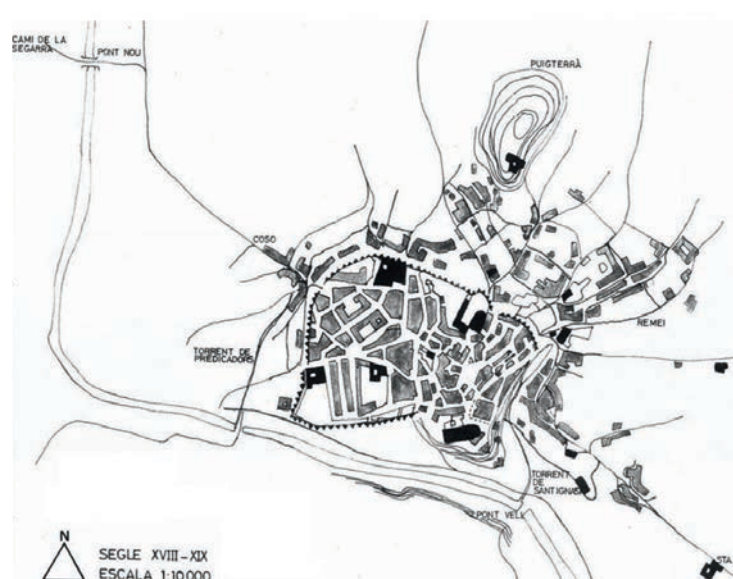 CAMI DE LA
SEGARRA
PONT NOU
PUIGTERRÀ
COSO
REMEI
TORRENT DE
PREDICADORS
TORRENT
DE
SANTIGNASI
PONT VELL
STA.
N
SEGLE XVIII-XIX
ESCALA 1:10.000